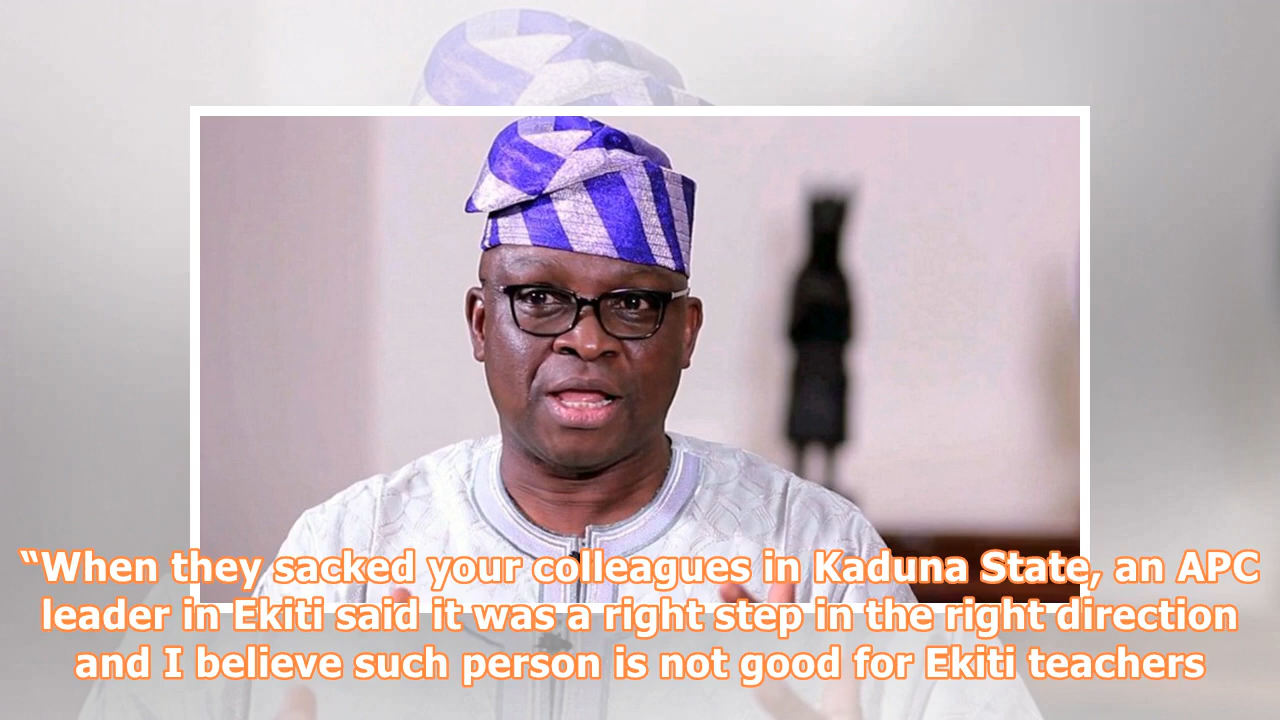 “When they sacked your colleagues in Kaduna State, an APC
leader in Ekiti said it was a right step in the right direction
and I believe such person is not good for Ekiti teachers